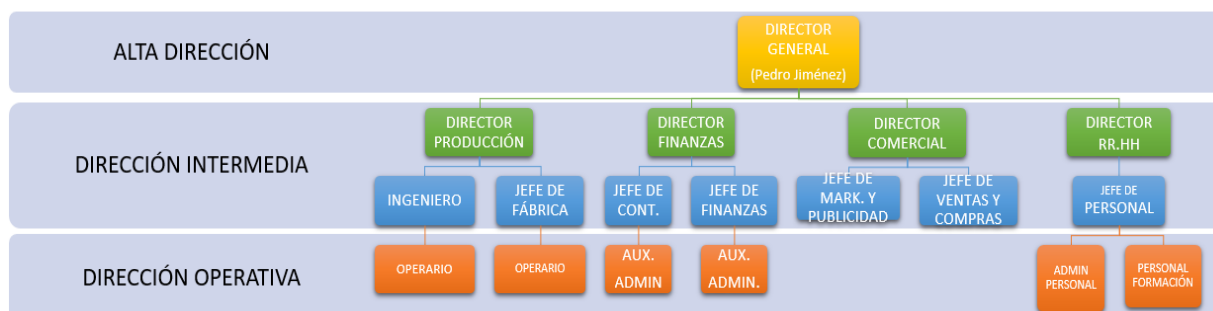 ALTA DIRECCIÓN
DIRECTOR
GENERAL
(Pedro Jiménez)
DIRECCIÓN INTERMEDIA
DIRECTOR
PRODUCCIÓN
DIRECTOR
FINANZAS
DIRECTOR
COMERCIAL
DIRECTOR
RR.HH
INGENIERO
JEFE DE
FÁBRICA
JEFE DE
CONT.
JEFE DE
FINANZAS
JEFE DE
MARK. Y
PUBLICIDAD
JEFE DE
VENTAS Y
COMPRAS
JEFE DE
PERSONAL
DIRECCIÓN OPERATIVA
OPERARIO
OPERARIO
AUX.
ADMIN
AUX.
ADMIN.
ADMIN
PERSONAL
PERSONAL
FORMACIÓN